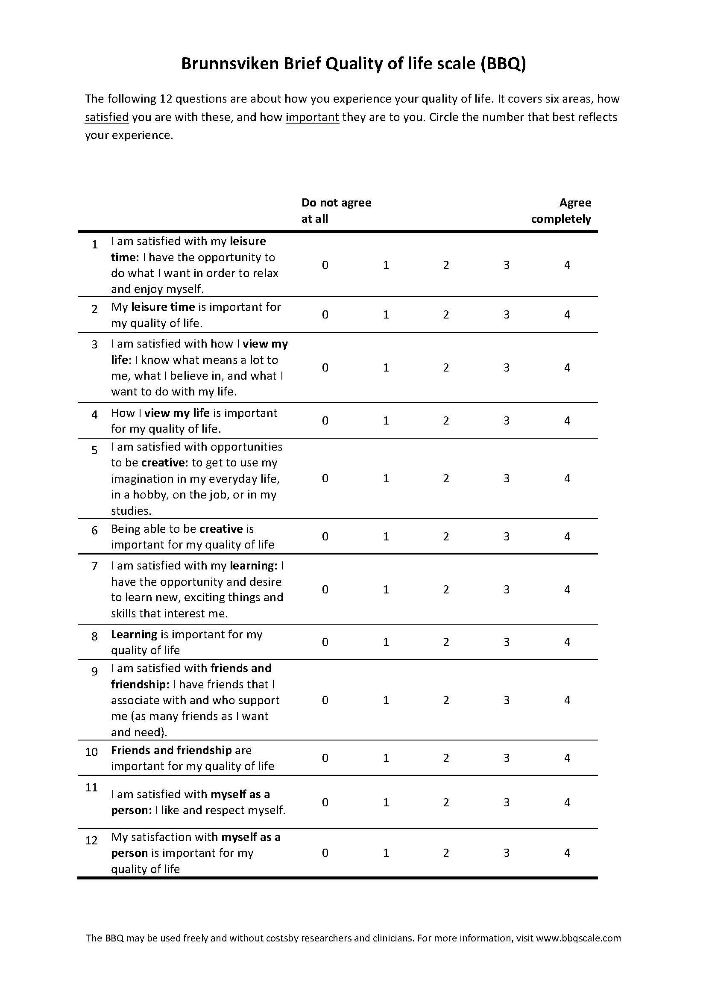 Brunnsviken Brief Quality of life scale (BBQ)
The following 12 questions are about how you experience your quality of life. It covers six areas, how
satisfied you are with these, and how important they are to you. Circle the number that best reflects
your experience.
Do not agree Agree
at all completely
1 I am satisfied with my leisure
time: I have the opportunity to
do what I want in order to relax
and enjoy myself.
0 1 2 3 4
2 My leisure time is important for
my quality of life.
0 1 2 3 4
3 I am satisfied with how I view my
life: I know what means a lot to
me, what I believe in, and what I
want to do with my life.
0 1 2 3 4
4 How I view my life is important
for my quality of life.
0 1 2 3 4
5 I am satisfied with opportunities
to be creative: to get to use my
imagination in my everyday life,
in a hobby, on the job, or in my
studies.
0 1 2 3 4
6 Being able to be creative is
important for my quality of life
0 1 2 3 4
7 I am satisfied with my learning: I
have the opportunity and desire
to learn new, exciting things and
skills that interest me.
0 1 2 3 4
8 Learning is important for my
quality of life
0 1 2 3 4
9 I am satisfied with friends and
friendship: I have friends that I
associate with and who support
me (as many friends as I want
and need).
0 1 2 3 4
10 Friends and friendship are
important for my quality of life
0 1 2 3 4
11 I am satisfied with myself as a
person: I like and respect myself.
0 1 2 3 4
12 My satisfaction with myself as a
person is important for my
quality of life
0 1 2 3 4
The BBQ may be used freely and without costsby researchers and clinicians. For more information, visit www.bbqscale.com